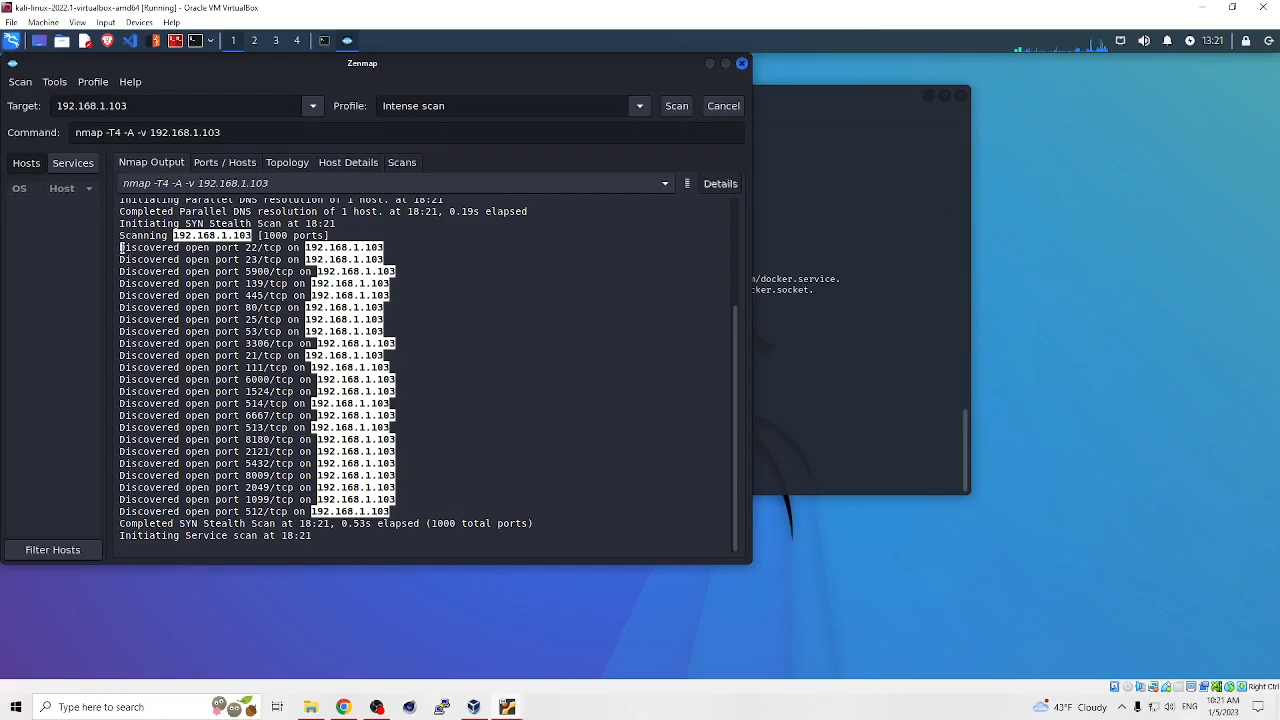 kali-linux-2022.1-virtualbox-amd64 [Running] - Oracle VM VirtualBox
File Machine View Input Devices Help
1 2 3 4
13:21
Zenmap
Scan Tools Profile Help
Target: 192.168.1.103 Profile: Intense scan Scan Cancel
Command: nmap -T4 -A -v 192.168.1.103
Hosts Services Nmap Output Ports / Hosts Topology Host Details Scans
OS Host nmap -T4 -A -v 192.168.1.103 Details
Initiating Parallel DNS resolution of 1 host. at 18:21
Completed Parallel DNS resolution of 1 host. at 18:21, 0.19s elapsed
Initiating SYN Stealth Scan at 18:21
Scanning 192.168.1.103 [1000 ports]
Discovered open port 22/tcp on 192.168.1.103
Discovered open port 23/tcp on 192.168.1.103
Discovered open port 5900/tcp on 192.168.1.103
Discovered open port 139/tcp on 192.168.1.103
Discovered open port 445/tcp on 192.168.1.103
Discovered open port 80/tcp on 192.168.1.103
Discovered open port 25/tcp on 192.168.1.103
Discovered open port 53/tcp on 192.168.1.103
Discovered open port 3306/tcp on 192.168.1.103
Discovered open port 21/tcp on 192.168.1.103
Discovered open port 111/tcp on 192.168.1.103
Discovered open port 6000/tcp on 192.168.1.103
Discovered open port 1524/tcp on 192.168.1.103
Discovered open port 514/tcp on 192.168.1.103
Discovered open port 6667/tcp on 192.168.1.103
Discovered open port 513/tcp on 192.168.1.103
Discovered open port 8180/tcp on 192.168.1.103
Discovered open port 2121/tcp on 192.168.1.103
Discovered open port 5432/tcp on 192.168.1.103
Discovered open port 8009/tcp on 192.168.1.103
Discovered open port 2049/tcp on 192.168.1.103
Discovered open port 1099/tcp on 192.168.1.103
Discovered open port 512/tcp on 192.168.1.103
Completed SYN Stealth Scan at 18:21, 0.53s elapsed (1000 total ports)
Initiating Service scan at 18:21
Filter Hosts
m/docker.service.
cker.socket.
Right Ctrl
Type here to search
43°F Cloudy
ENG
10:21 AM
1/5/2023